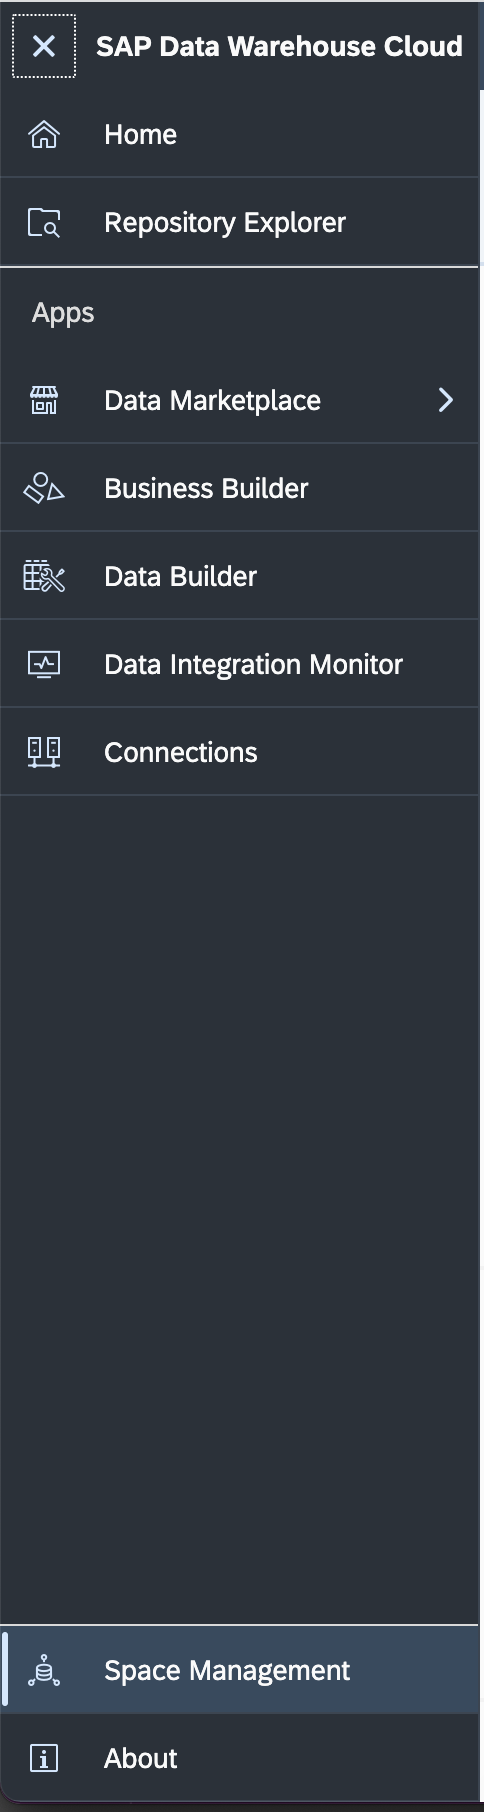 SAP Data Warehouse Cloud
Home
Repository Explorer
Apps
Data Marketplace
Business Builder
Data Builder
Data Integration Monitor
Connections
Space Management
About